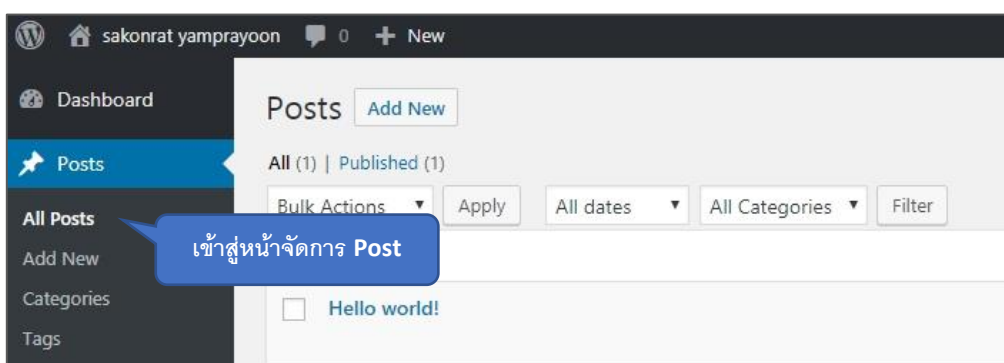 sakonrat yamprayoon 0 + New
Dashboard
Posts Add New
Posts
All (1) | Published (1)
All Posts
Bulk Actions Apply All dates All Categories Filter
เข้าสู่หน้าจัดการ Post
Add New
Categories
Hello world!
Tags